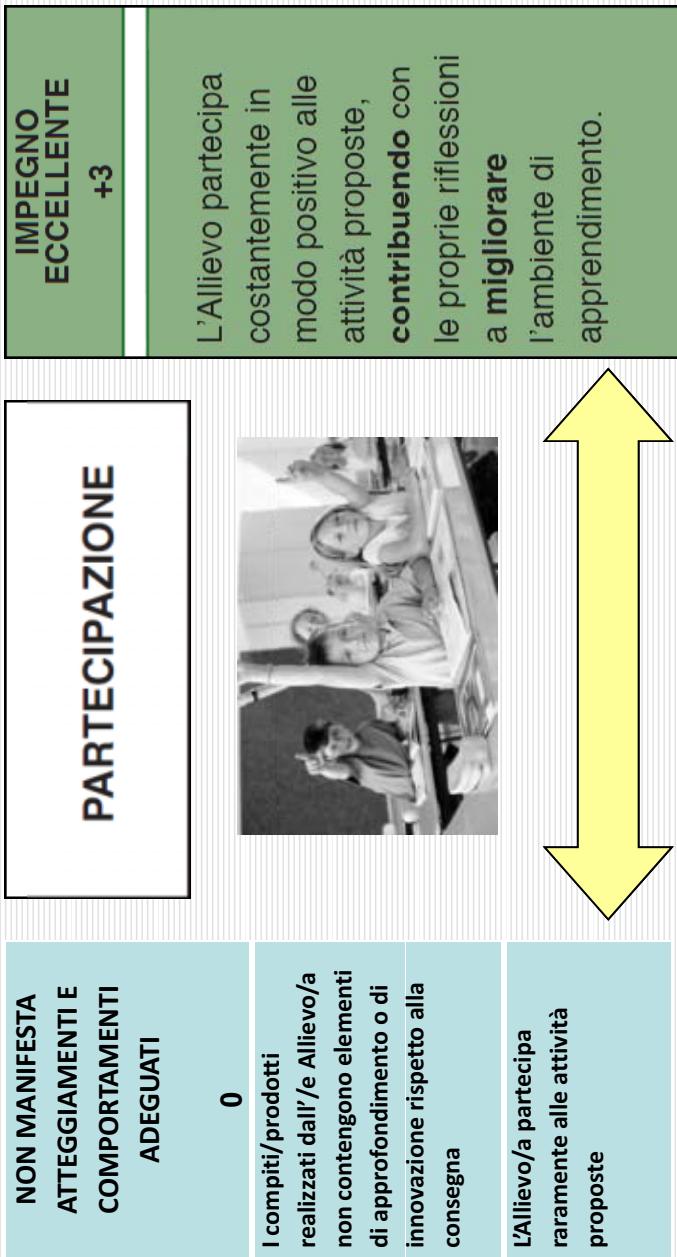 NON MANIFESTA
ATTEGGIAMENTI E
COMPORTAMENTI
ADEGUATI
0
I compiti/prodotti
realizzati dall'/e Allievo/a
non contengono elementi
di approfondimento o di
innovazione rispetto alla
consegna
L'Allievo/a partecipa
raramente alle attività
proposte
PARTECIPAZIONE
IMPEGNO
ECCELLENTE
+3
L'Allievo partecipa
costantemente in
modo positivo alle
attività proposte,
contribuendo con
le proprie riflessioni
a migliorare
l'ambiente di
apprendimento.